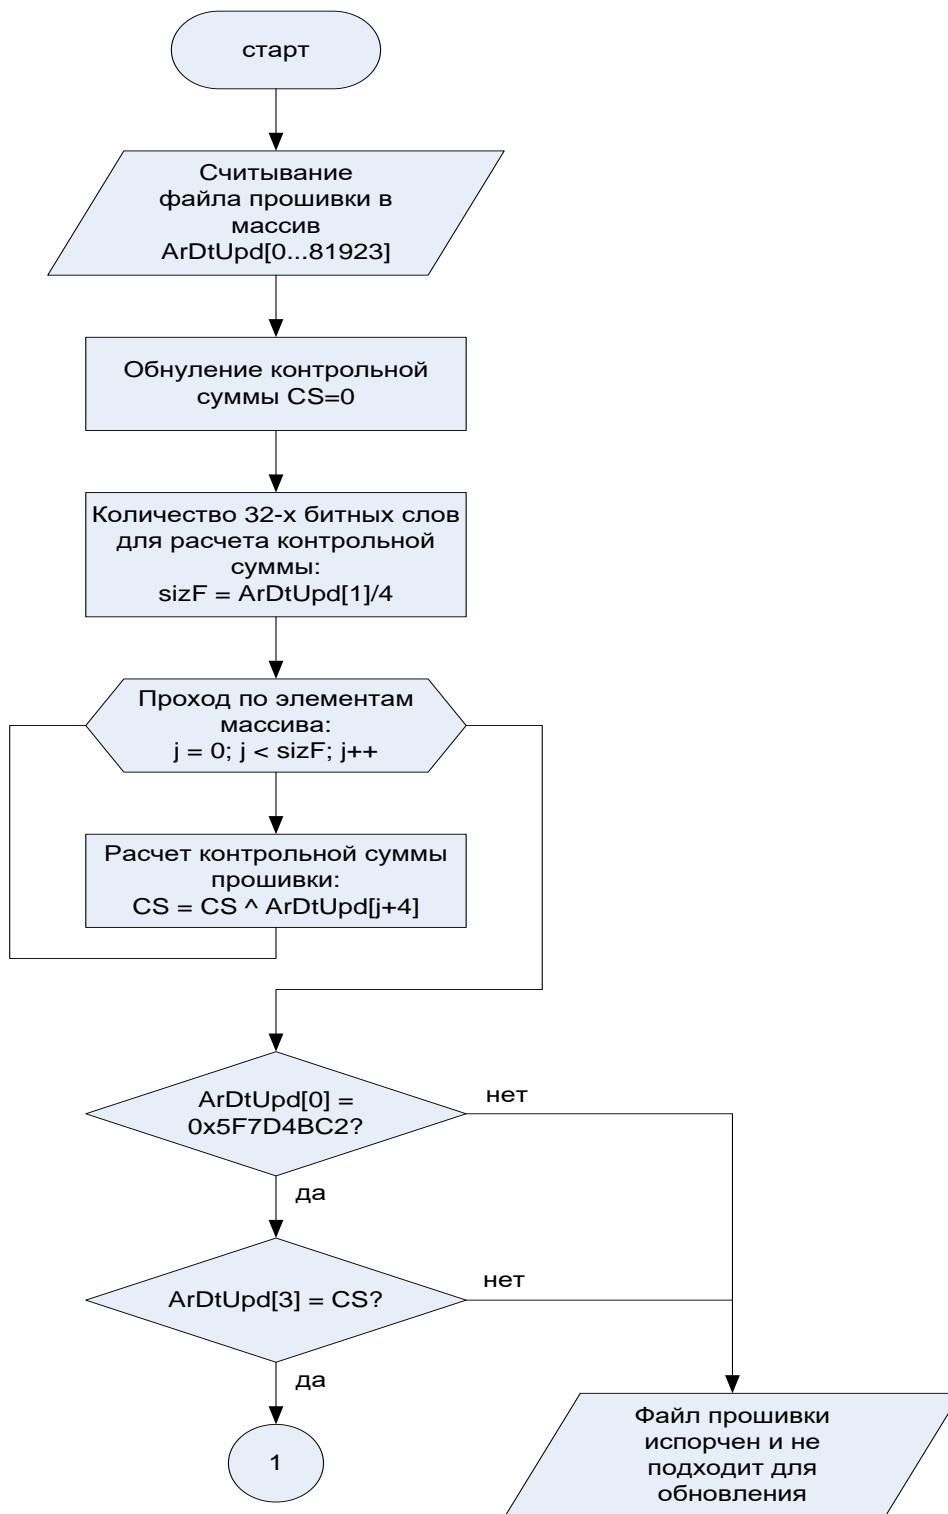 старт
Считывание
файла прошивки в
массив
ArDtUpd[0...81923]
Обнуление контрольной
суммы CS=0
Количество 32-х битных слов
для расчета контрольной
суммы:
sizF = ArDtUpd[1]/4
Проход по элементам
массива:
j = 0; j < sizF; j++
Расчет контрольной суммы
прошивки:
CS = CS ^ ArDtUpd[j+4]
ArDtUpd[0] =
0x5F7D4BC2?
нет
да
ArDtUpd[3] = CS?
нет
да
1
Файл прошивки
испорчен и не
подходит для
обновления